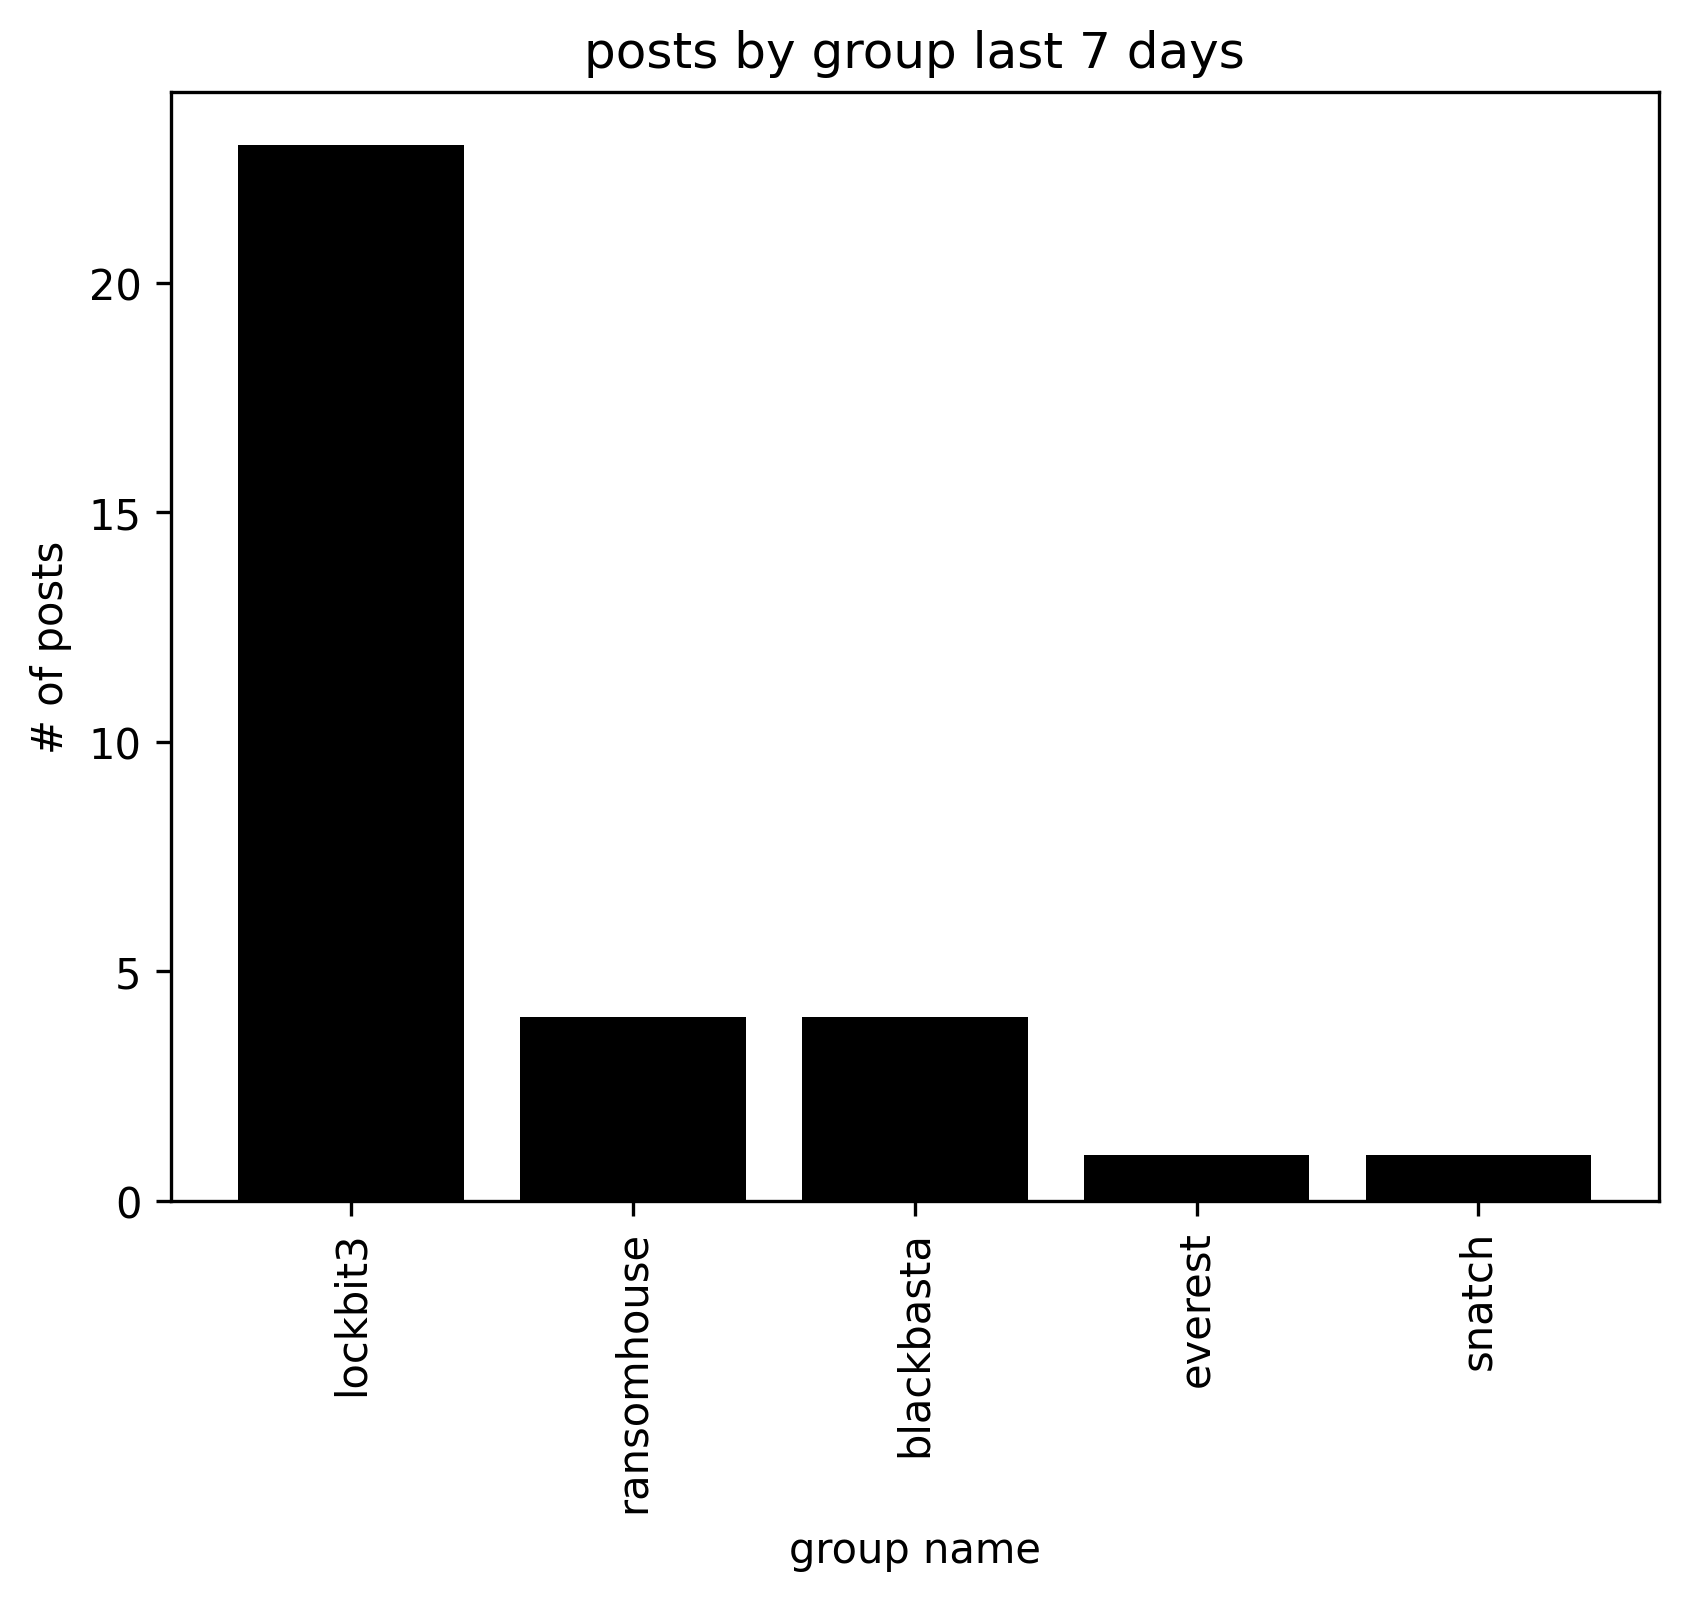 posts by group last 7 days
# of posts
20
15
10
5
0
lockbit3
ransomhouse
blackbasta
everest
snatch
group name